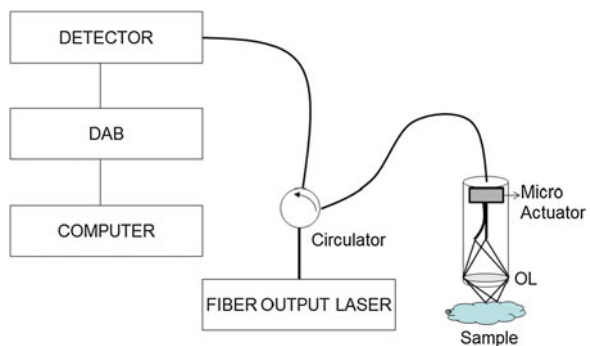 DETECTOR
DAB
COMPUTER
Circulator
FIBER OUTPUT LASER
Micro
Actuator
OL
Sample